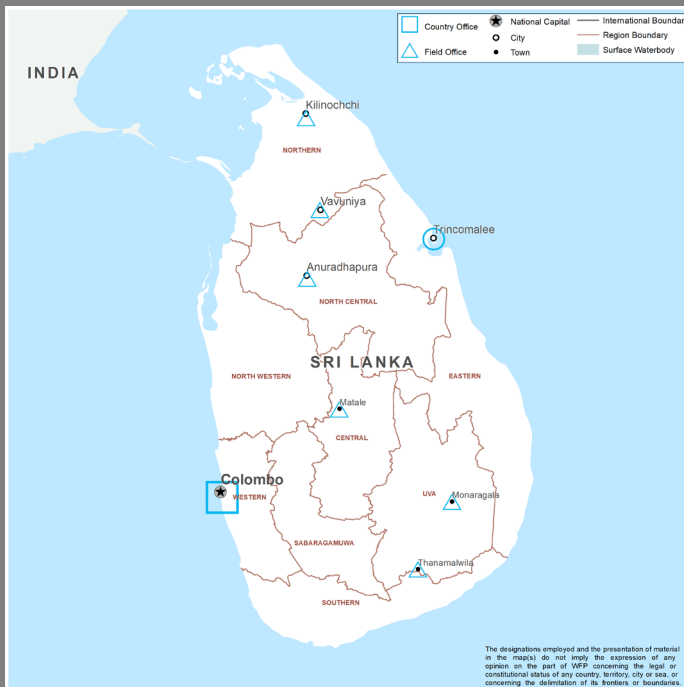 Country Office
National Capital
International Boundar
City
Region Boundary
Field Office
Town
Surface Waterbody
INDIA
Kilinochchi
NORTHERN
Vavuniya
Trincomalee
Anuradhapura
NORTH CENTRAL
SRI LANKA
NORTH WESTERN
EASTERN
Matale
CENTRAL
Colombo
WESTERN
UVA
Monaragala
SABARAGAMUWA
Thanamalwila
SOUTHERN
The designations employed and the presentation of material
in the map(s) do not imply the expression of any
opinion on the part of WFP concerning the legal or
constitutional status of any country, territory, city or sea, or
concerning the delimitation of its frontiers or boundaries.